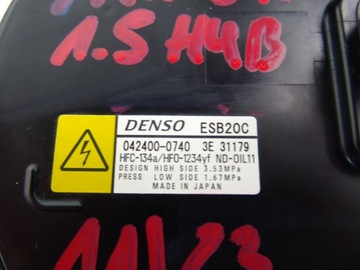 1.5 H4B
DENSO ESB20C
042400-0740 3E 31179
HFC-134a/HFO-1234yf ND-OIL11
DESIGN HIGH SIDE 3.53MPa
PRESS LOW SIDE 1.67MPa
MADE IN JAPAN
11/23